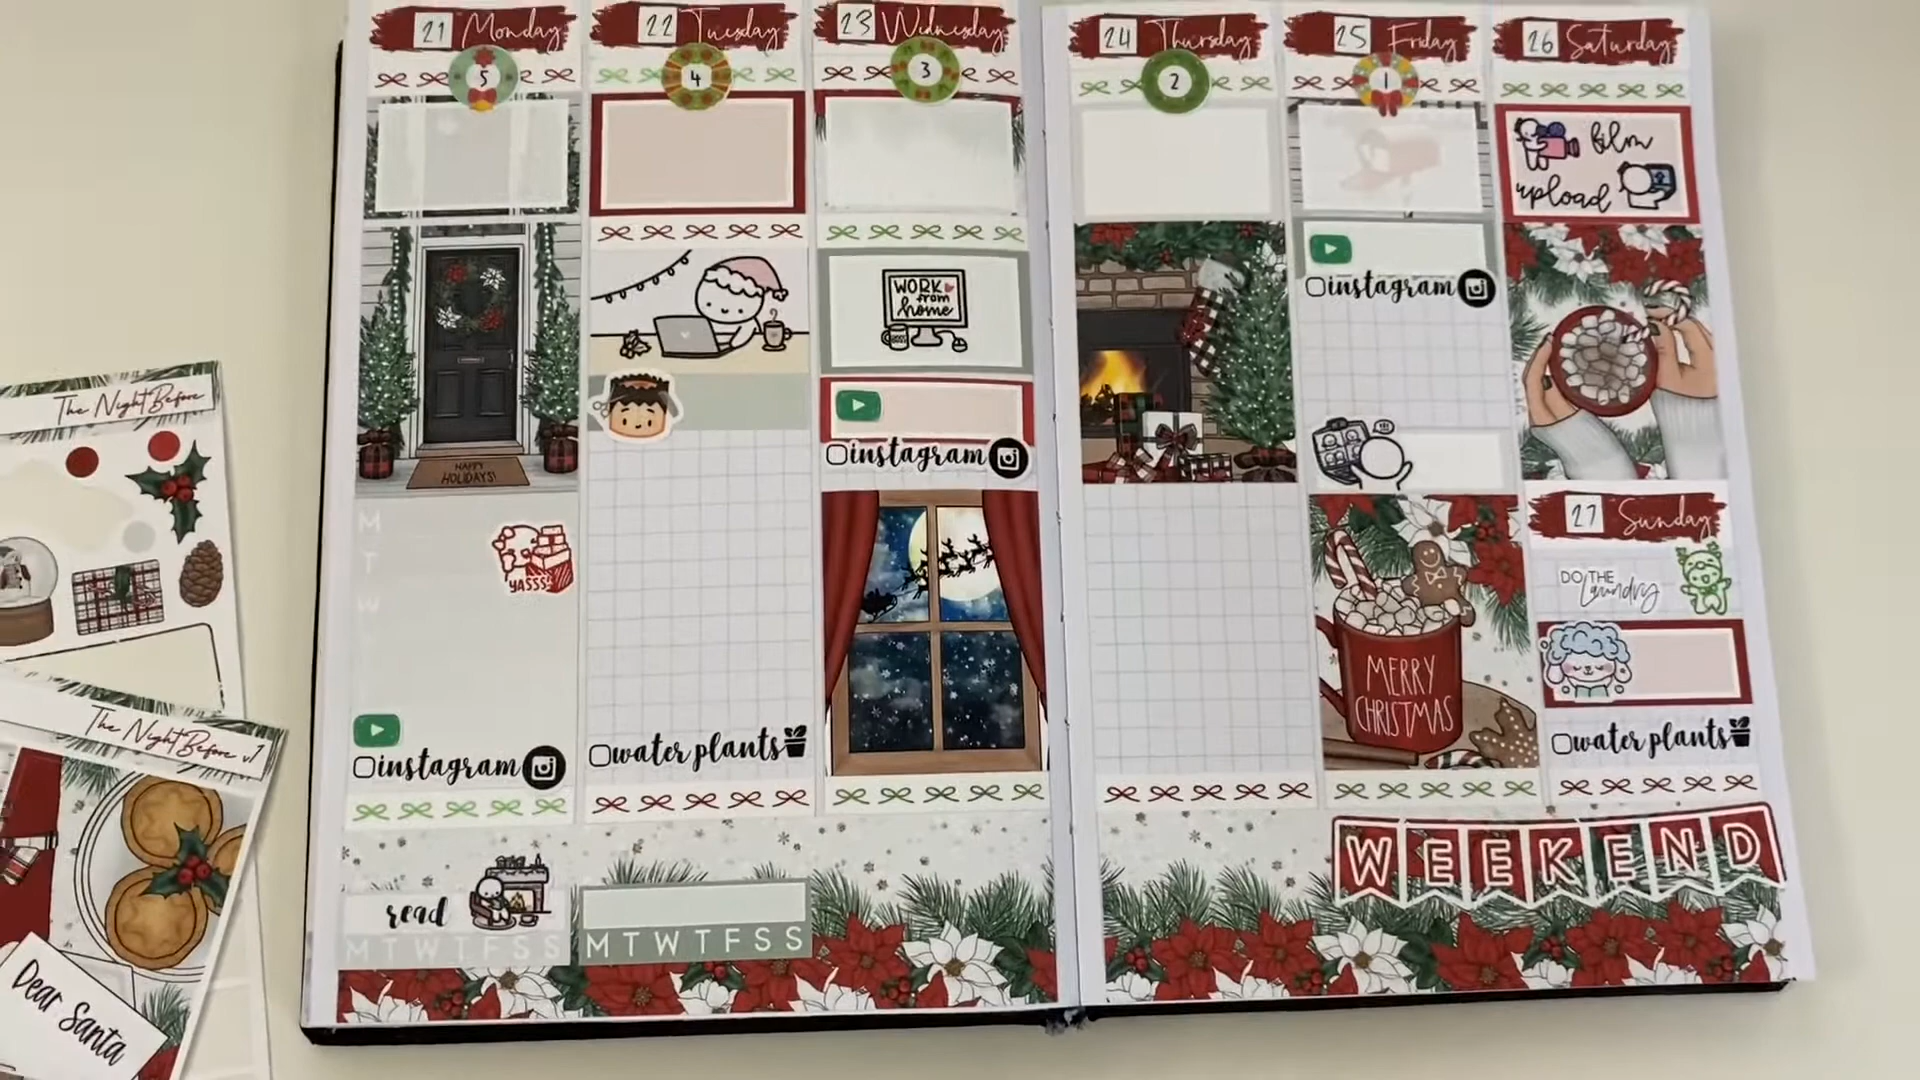 21 Monday
22 Tuesday
23 Wednesday
24 Thursday
25 Friday
26 Saturday
5
4
3
2
1
film
upload
WORK
from
home
instagram
instagram
HAPPY
HOLIDAYS!
The Night Before
M
T
W
YASSS
27 Sunday
DO THE
Laundry
MERRY
CHRISTMAS
The Night Before v1
instagram
water plants
water plants
WEEKEND
read
MTWTFSS
MTWTFSS
Dear Santa